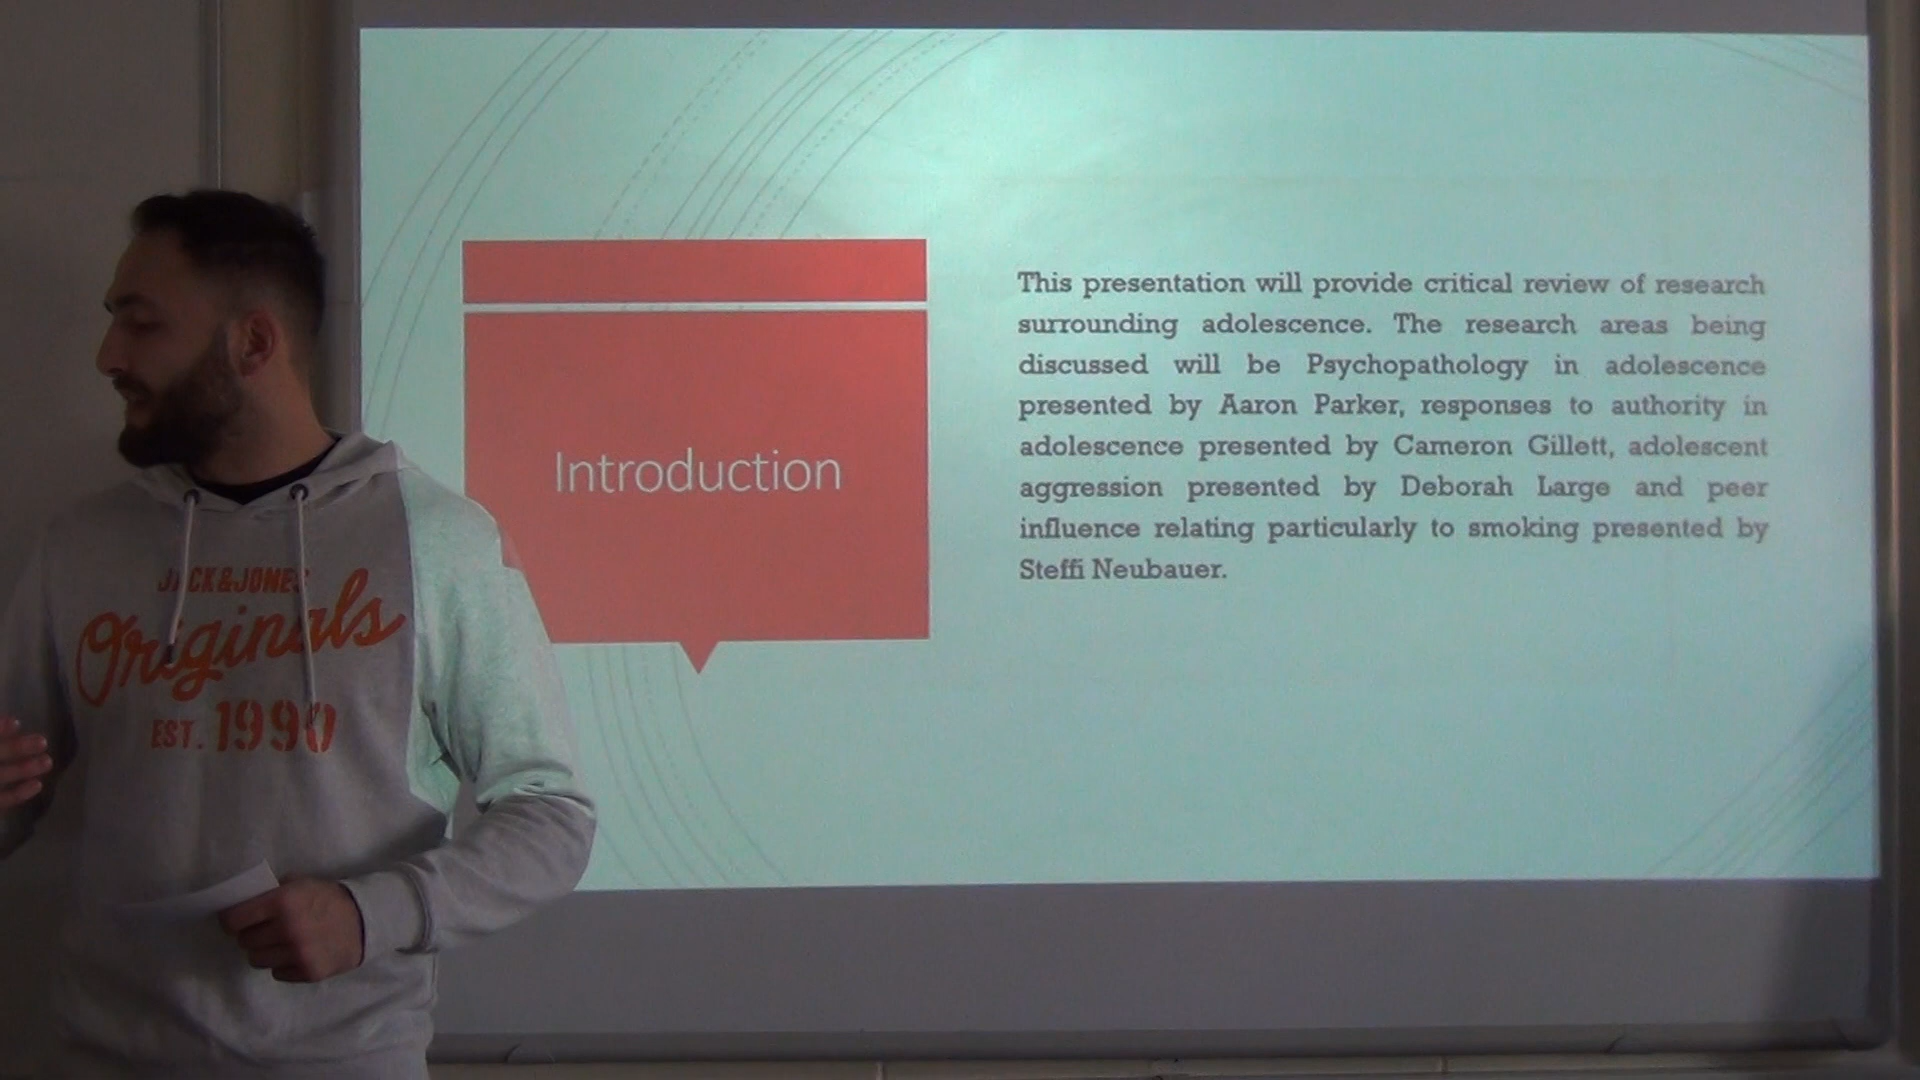 Introduction
This presentation will provide critical review of research
surrounding adolescence. The research areas being
discussed will be Psychopathology in adolescence
presented by Aaron Parker, responses to authority in
adolescence presented by Cameron Gillett, adolescent
aggression presented by Deborah Large and peer
influence relating particularly to smoking presented by
Steffi Neubauer.
JACK&JONES
Originals
EST. 1990